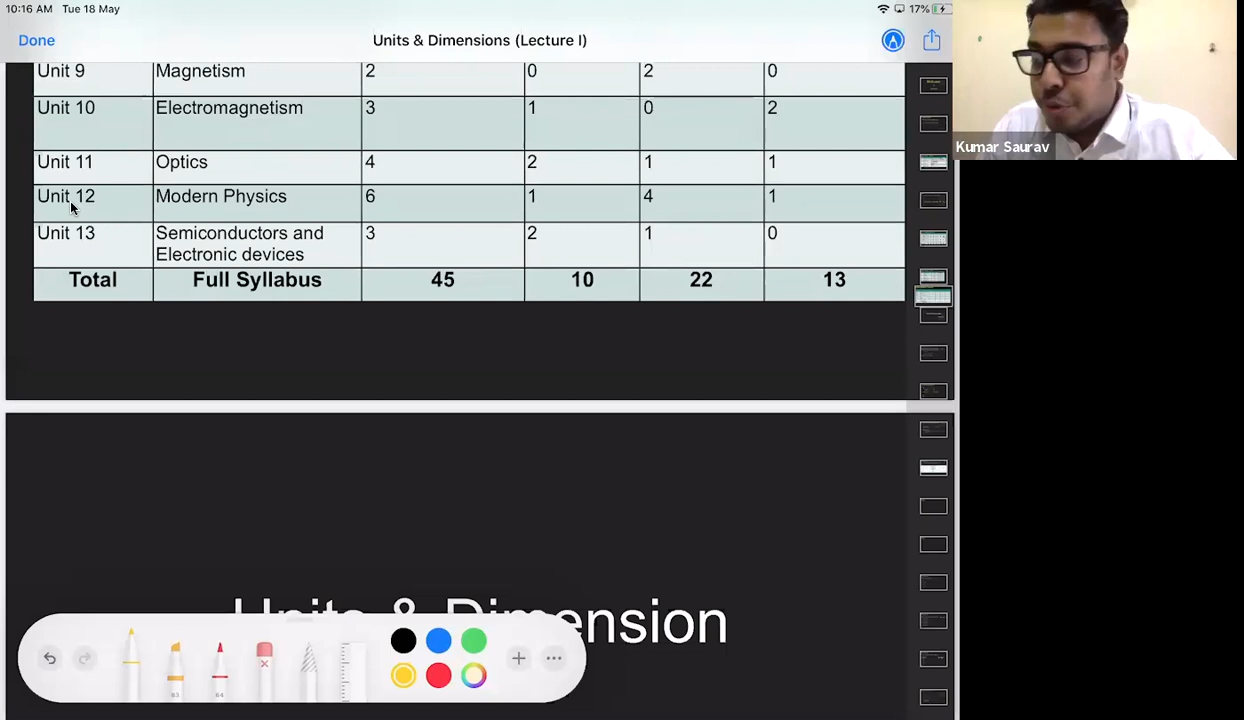 10:16 AM Tue 18 May
17%
Done
Units & Dimensions (Lecture I)
Unit 9 Magnetism 2 0 2 0
Unit 10 Electromagnetism 3 1 0 2
Unit 11 Optics 4 2 1 1
Unit 12 Modern Physics 6 1 4 1
Unit 13 Semiconductors and Electronic devices 3 2 1 0
Total Full Syllabus 45 10 22 13
Kumar Saurav
Units & Dimension